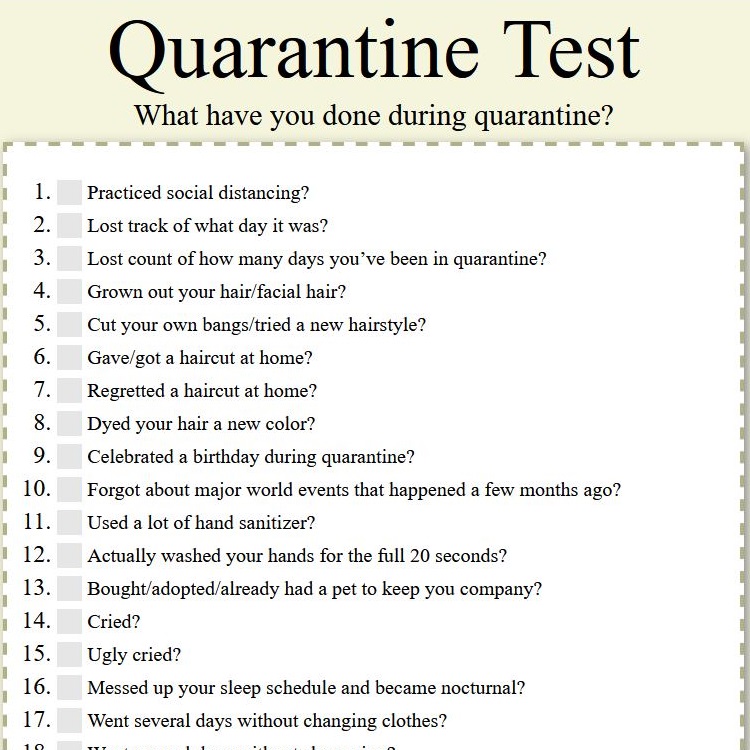 Quarantine Test
What have you done during quarantine?
1. Practiced social distancing?
2. Lost track of what day it was?
3. Lost count of how many days you’ve been in quarantine?
4. Grown out your hair/facial hair?
5. Cut your own bangs/tried a new hairstyle?
6. Gave/got a haircut at home?
7. Regretted a haircut at home?
8. Dyed your hair a new color?
9. Celebrated a birthday during quarantine?
10. Forgot about major world events that happened a few months ago?
11. Used a lot of hand sanitizer?
12. Actually washed your hands for the full 20 seconds?
13. Bought/adopted/already had a pet to keep you company?
14. Cried?
15. Ugly cried?
16. Messed up your sleep schedule and became nocturnal?
17. Went several days without changing clothes?
18.